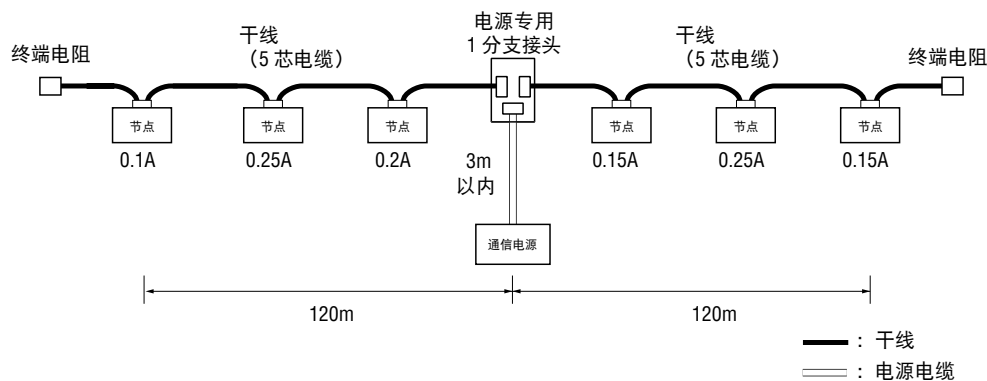 电源专用
1 分支接头
干线
（5 芯电缆）
干线
（5 芯电缆）
终端电阻
终端电阻
节点
节点
节点
节点
节点
节点
0.1A
0.25A
0.2A
0.15A
0.25A
0.15A
3m
以内
通信电源
120m
120m
：干线
：电源电缆